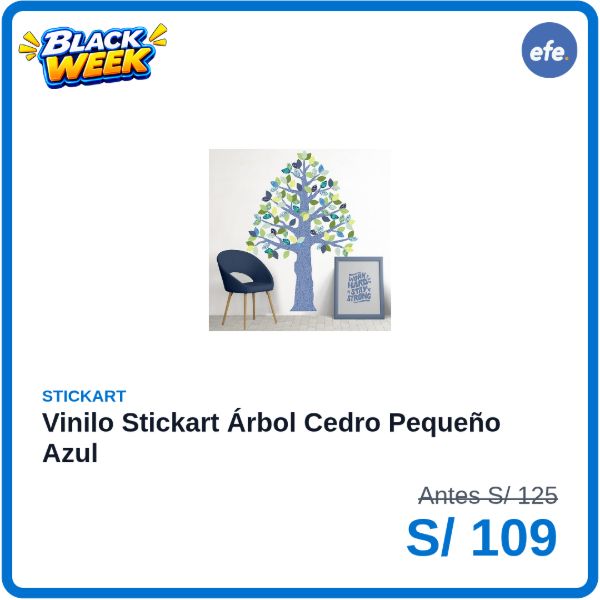 BLACK
WEEK
efe.
WORK
HARD
STAY
STRONG
STICKART
Vinilo Stickart Árbol Cedro Pequeño
Azul
Antes S/ 125
S/ 109